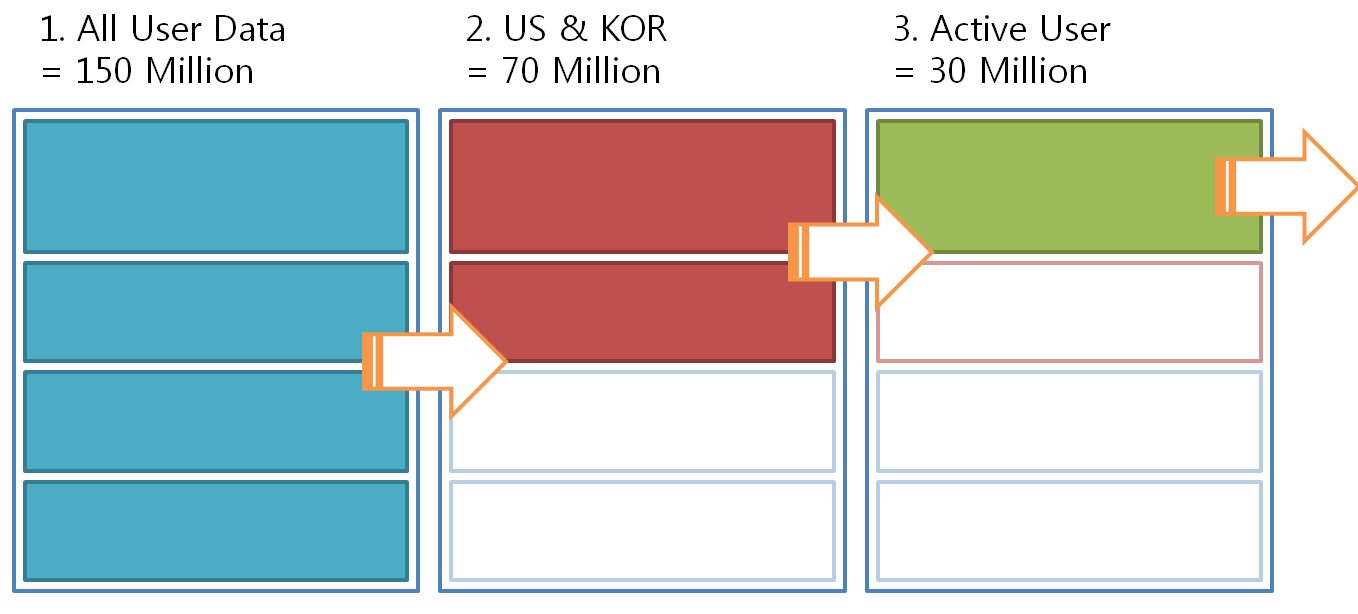 1. All User Data
= 150 Million
2. US & KOR
= 70 Million
3. Active User
= 30 Million